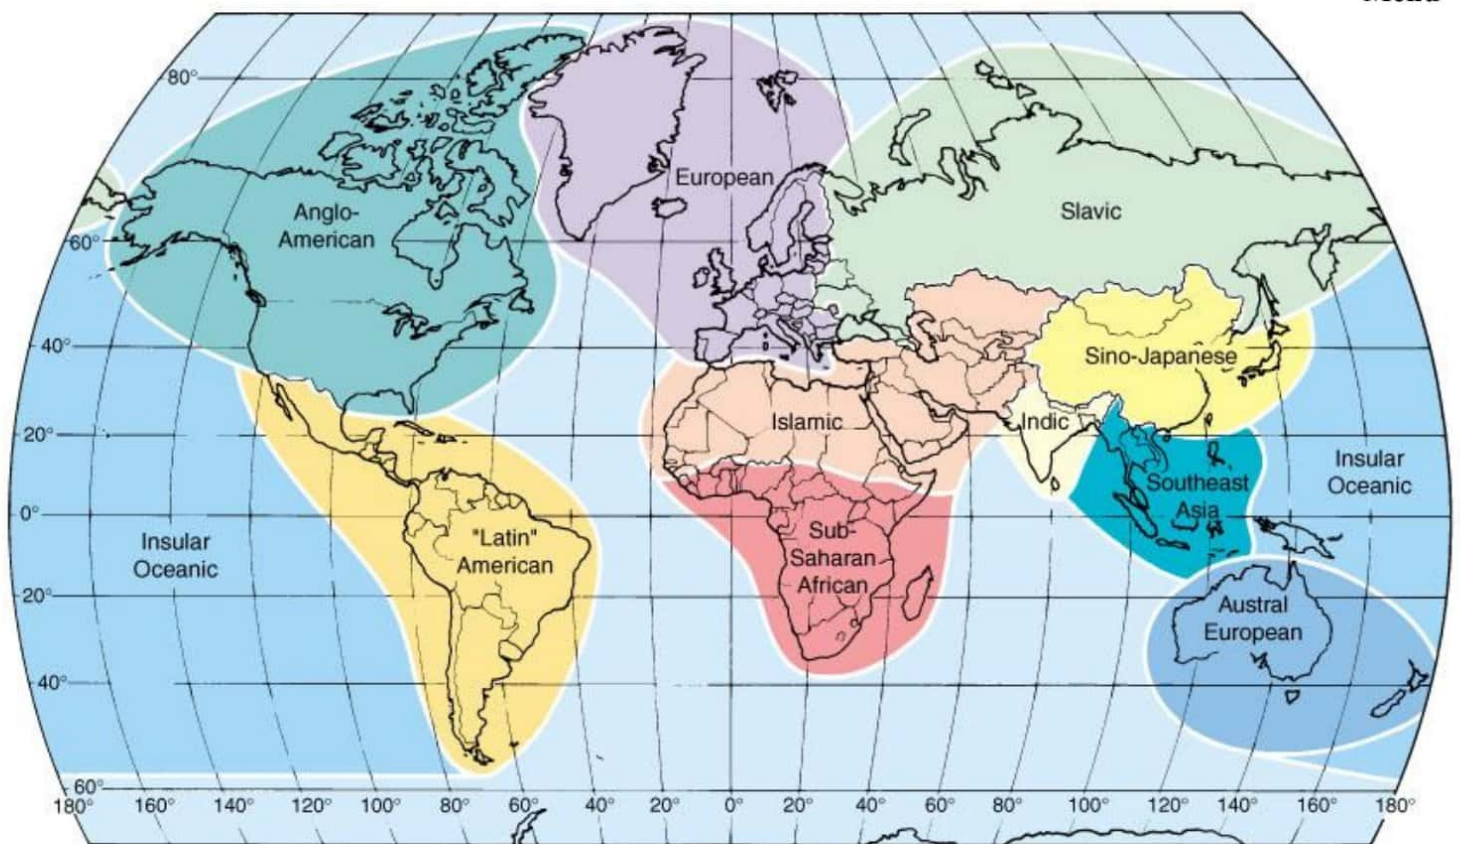 80°
European
Anglo-
American
Slavic
60°
40°
Sino-Japanese
Islamic
Indic
20°
Insular
Oceanic
Southeast
Asia
0°
Insular
Oceanic
"Latin"
American
Sub-
Saharan
African
20°
Austral
European
40°
60°
180° 160° 140° 120° 100° 80° 60° 40° 20° 0° 20° 40° 60° 80° 100° 120° 140° 160° 180°